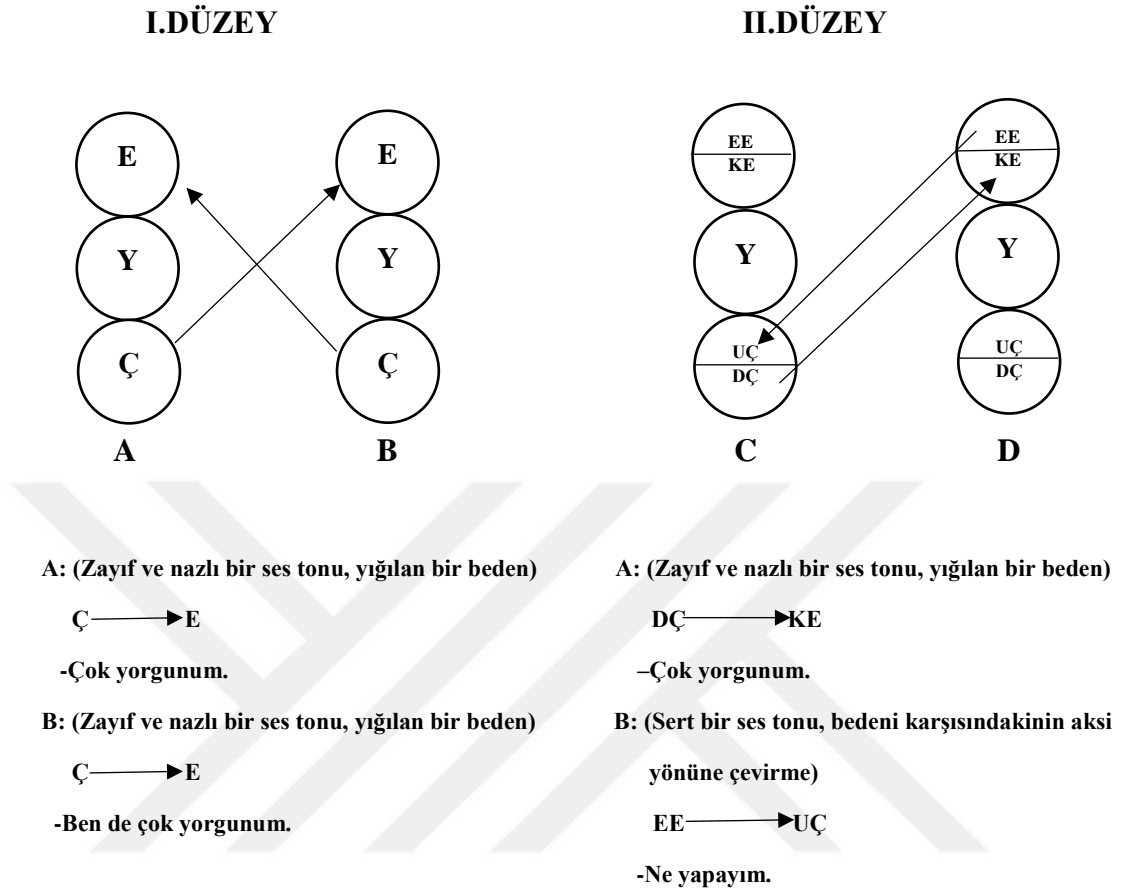 I.DÜZEY
E
Y
Ç
A
E
Y
Ç
B
A: (Zayıf ve nazlı bir ses tonu, yığılan bir beden)
Ç E
-Çok yorgunum.
B: (Zayıf ve nazlı bir ses tonu, yığılan bir beden)
Ç E
-Ben de çok yorgunum.
II.DÜZEY
EE
KE
Y
UÇ
DÇ
C
EE
KE
Y
UÇ
DÇ
D
A: (Zayıf ve nazlı bir ses tonu, yığılan bir beden)
DÇ KE
–Çok yorgunum.
B: (Sert bir ses tonu, bedeni karşısındakinin aksi
yönüne çevirme)
EE UÇ
-Ne yapayım.